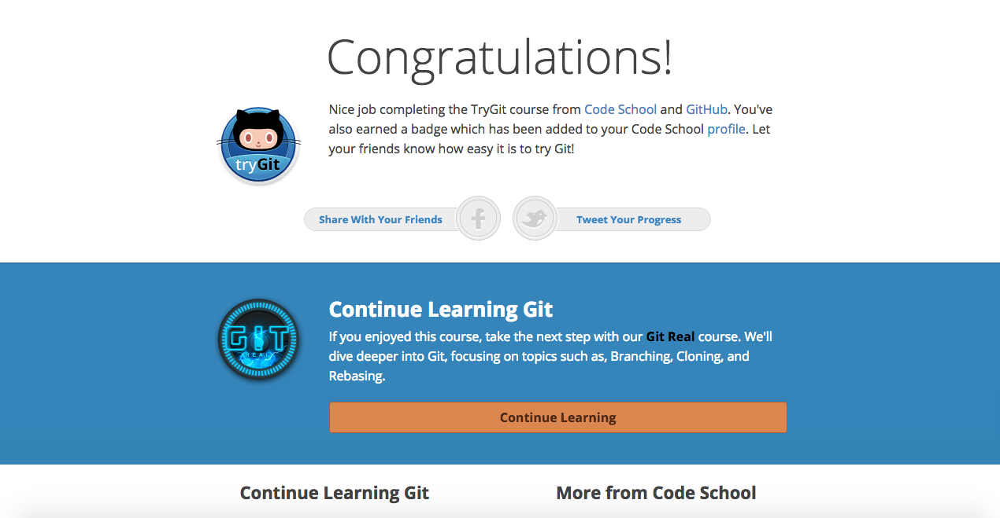 Congratulations!
Nice job completing the TryGit course from Code School and GitHub. You've
also earned a badge which has been added to your Code School profile. Let
your friends know how easy it is to try Git!
tryGit
Share With Your Friends
Tweet Your Progress
Continue Learning Git
If you enjoyed this course, take the next step with our Git Real course. We'll
dive deeper into Git, focusing on topics such as, Branching, Cloning, and
Rebasing.
GIT
REAL
Continue Learning
Continue Learning Git
More from Code School